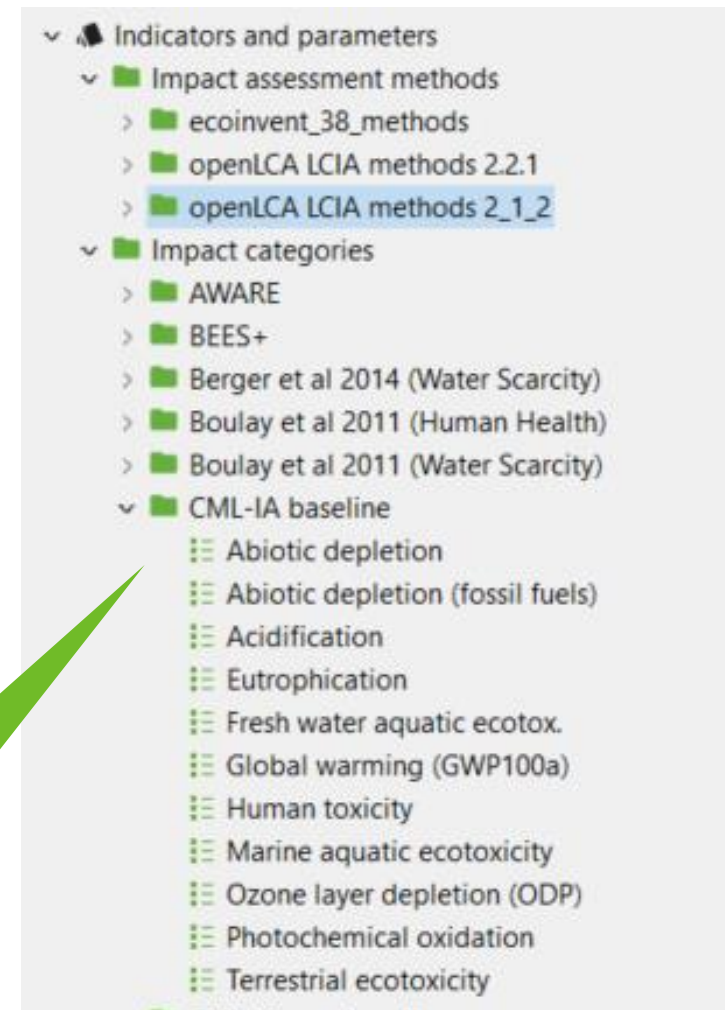 Indicators and parameters
Impact assessment methods
ecoinvent_38_methods
openLCA LCIA methods 2.2.1
openLCA LCIA methods 2_1_2
Impact categories
AWARE
BEES+
Berger et al 2014 (Water Scarcity)
Boulay et al 2011 (Human Health)
Boulay et al 2011 (Water Scarcity)
CML-IA baseline
Abiotic depletion
Abiotic depletion (fossil fuels)
Acidification
Eutrophication
Fresh water aquatic ecotox.
Global warming (GWP100a)
Human toxicity
Marine aquatic ecotoxicity
Ozone layer depletion (ODP)
Photochemical oxidation
Terrestrial ecotoxicity